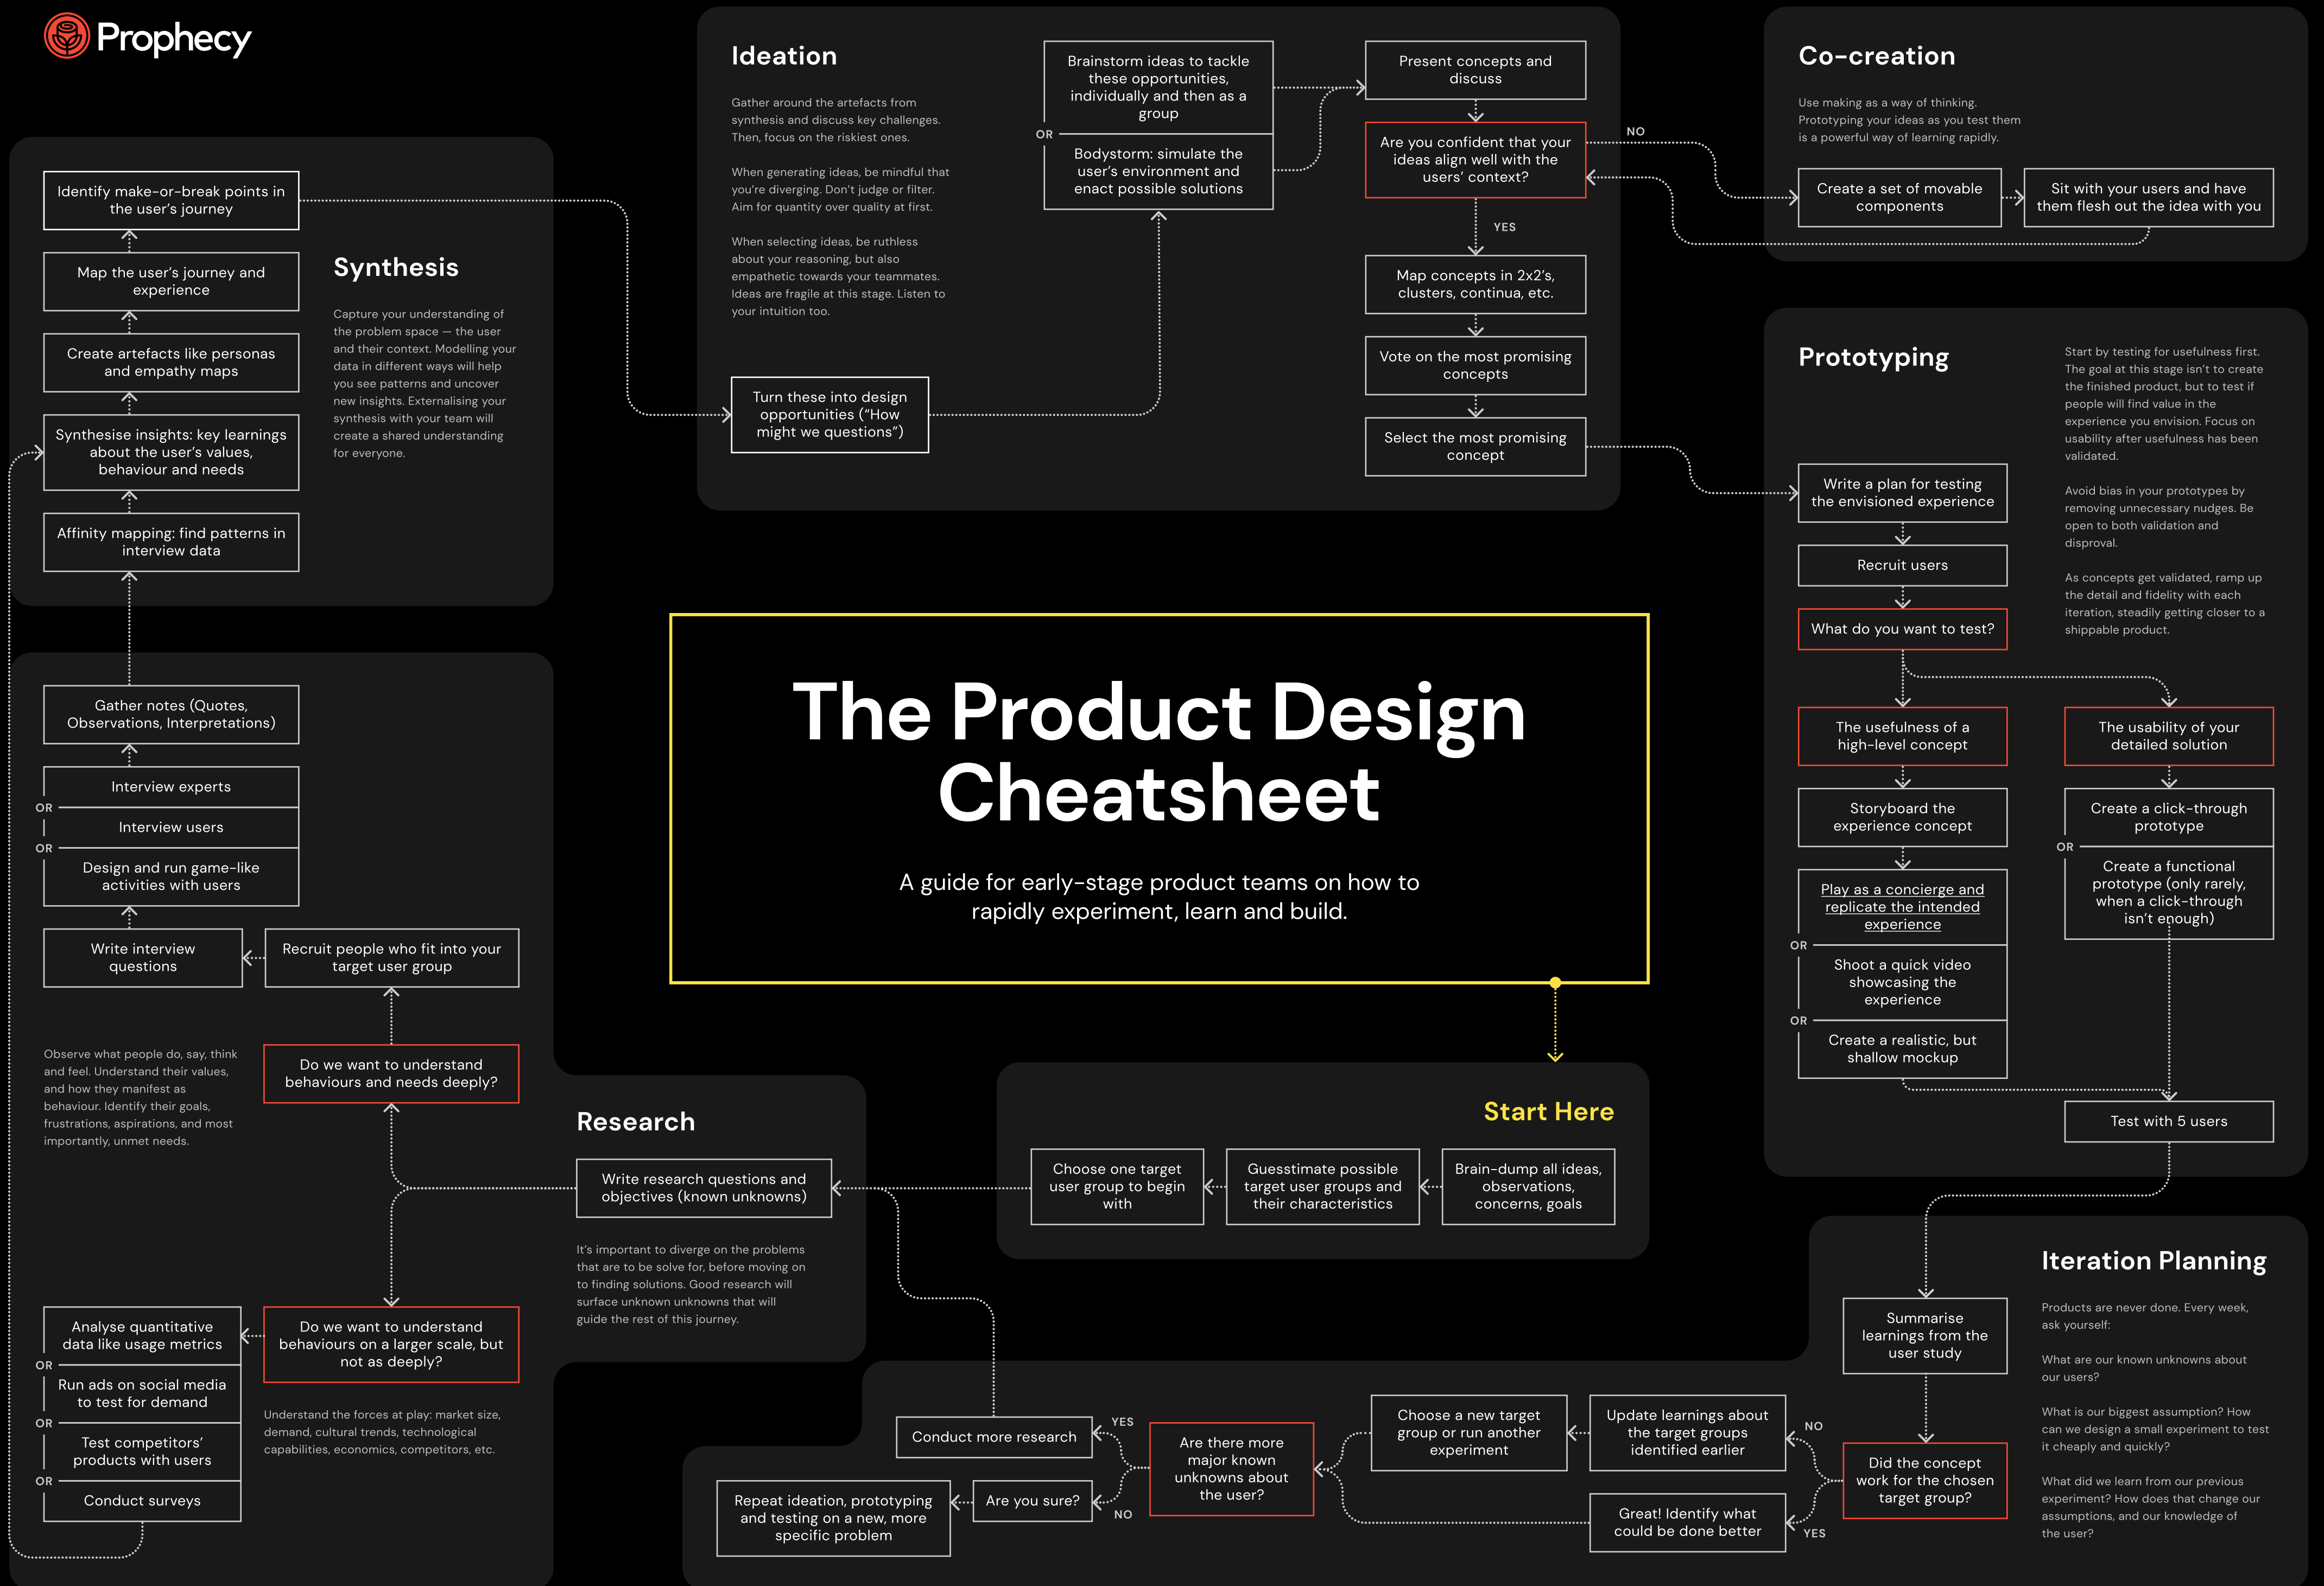 Prophecy
Synthesis
Capture your understanding of
the problem space — the user
and their context. Modelling your
data in different ways will help
you see patterns and uncover
new insights. Externalising your
synthesis with your team will
create a shared understanding
for everyone.
Identify make-or-break points in
the user’s journey
Map the user’s journey and
experience
Create artefacts like personas
and empathy maps
Synthesise insights: key learnings
about the user’s values,
behaviour and needs
Affinity mapping: find patterns in
interview data
Ideation
Gather around the artefacts from
synthesis and discuss key challenges.
Then, focus on the riskiest ones.
When generating ideas, be mindful that
you’re diverging. Don’t judge or filter.
Aim for quantity over quality at first.
When selecting ideas, be ruthless
about your reasoning, but also
empathetic towards your teammates.
Ideas are fragile at this stage. Listen to
your intuition too.
Turn these into design
opportunities (“How
might we questions”)
Brainstorm ideas to tackle
these opportunities,
individually and then as a
group
OR
Bodystorm: simulate the
user’s environment and
enact possible solutions
Present concepts and
discuss
Are you confident that your
ideas align well with the
users’ context?
NO
YES
Map concepts in 2x2’s,
clusters, continua, etc.
Vote on the most promising
concepts
Select the most promising
concept
Co-creation
Use making as a way of thinking.
Prototyping your ideas as you test them
is a powerful way of learning rapidly.
Create a set of movable
components
Sit with your users and have
them flesh out the idea with you
Prototyping
Start by testing for usefulness first.
The goal at this stage isn’t to create
the finished product, but to test if
people will find value in the
experience you envision. Focus on
usability after usefulness has been
validated.
Avoid bias in your prototypes by
removing unnecessary nudges. Be
open to both validation and
disproval.
As concepts get validated, ramp up
the detail and fidelity with each
iteration, steadily getting closer to a
shippable product.
Write a plan for testing
the envisioned experience
Recruit users
What do you want to test?
The usefulness of a
high-level concept
Storyboard the
experience concept
Play as a concierge and
replicate the intended
experience
OR
Shoot a quick video
showcasing the
experience
OR
Create a realistic, but
shallow mockup
The usability of your
detailed solution
Create a click-through
prototype
OR
Create a functional
prototype (only rarely,
when a click-through
isn’t enough)
Test with 5 users
The Product Design
Cheatsheet
A guide for early-stage product teams on how to
rapidly experiment, learn and build.
Start Here
Brain-dump all ideas,
observations,
concerns, goals
Guesstimate possible
target user groups and
their characteristics
Choose one target
user group to begin
with
Research
Write research questions and
objectives (known unknowns)
It’s important to diverge on the problems
that are to be solve for, before moving on
to finding solutions. Good research will
surface unknown unknowns that will
guide the rest of this journey.
Gather notes (Quotes,
Observations, Interpretations)
Interview experts
OR
Interview users
OR
Design and run game-like
activities with users
Write interview
questions
Recruit people who fit into your
target user group
Do we want to understand
behaviours and needs deeply?
Observe what people do, say, think
and feel. Understand their values,
and how they manifest as
behaviour. Identify their goals,
frustrations, aspirations, and most
importantly, unmet needs.
Do we want to understand
behaviours on a larger scale, but
not as deeply?
Understand the forces at play: market size,
demand, cultural trends, technological
capabilities, economics, competitors, etc.
Analyse quantitative
data like usage metrics
OR
Run ads on social media
to test for demand
OR
Test competitors’
products with users
OR
Conduct surveys
Iteration Planning
Products are never done. Every week,
ask yourself:
What are our known unknowns about
our users?
What is our biggest assumption? How
can we design a small experiment to test
it cheaply and quickly?
What did we learn from our previous
experiment? How does that change our
assumptions, and our knowledge of
the user?
Summarise
learnings from the
user study
Did the concept
work for the chosen
target group?
NO
YES
Update learnings about
the target groups
identified earlier
Choose a new target
group or run another
experiment
Great! Identify what
could be done better
Are there more
major known
unknowns about
the user?
YES
NO
Conduct more research
Are you sure?
Repeat ideation, prototyping
and testing on a new, more
specific problem